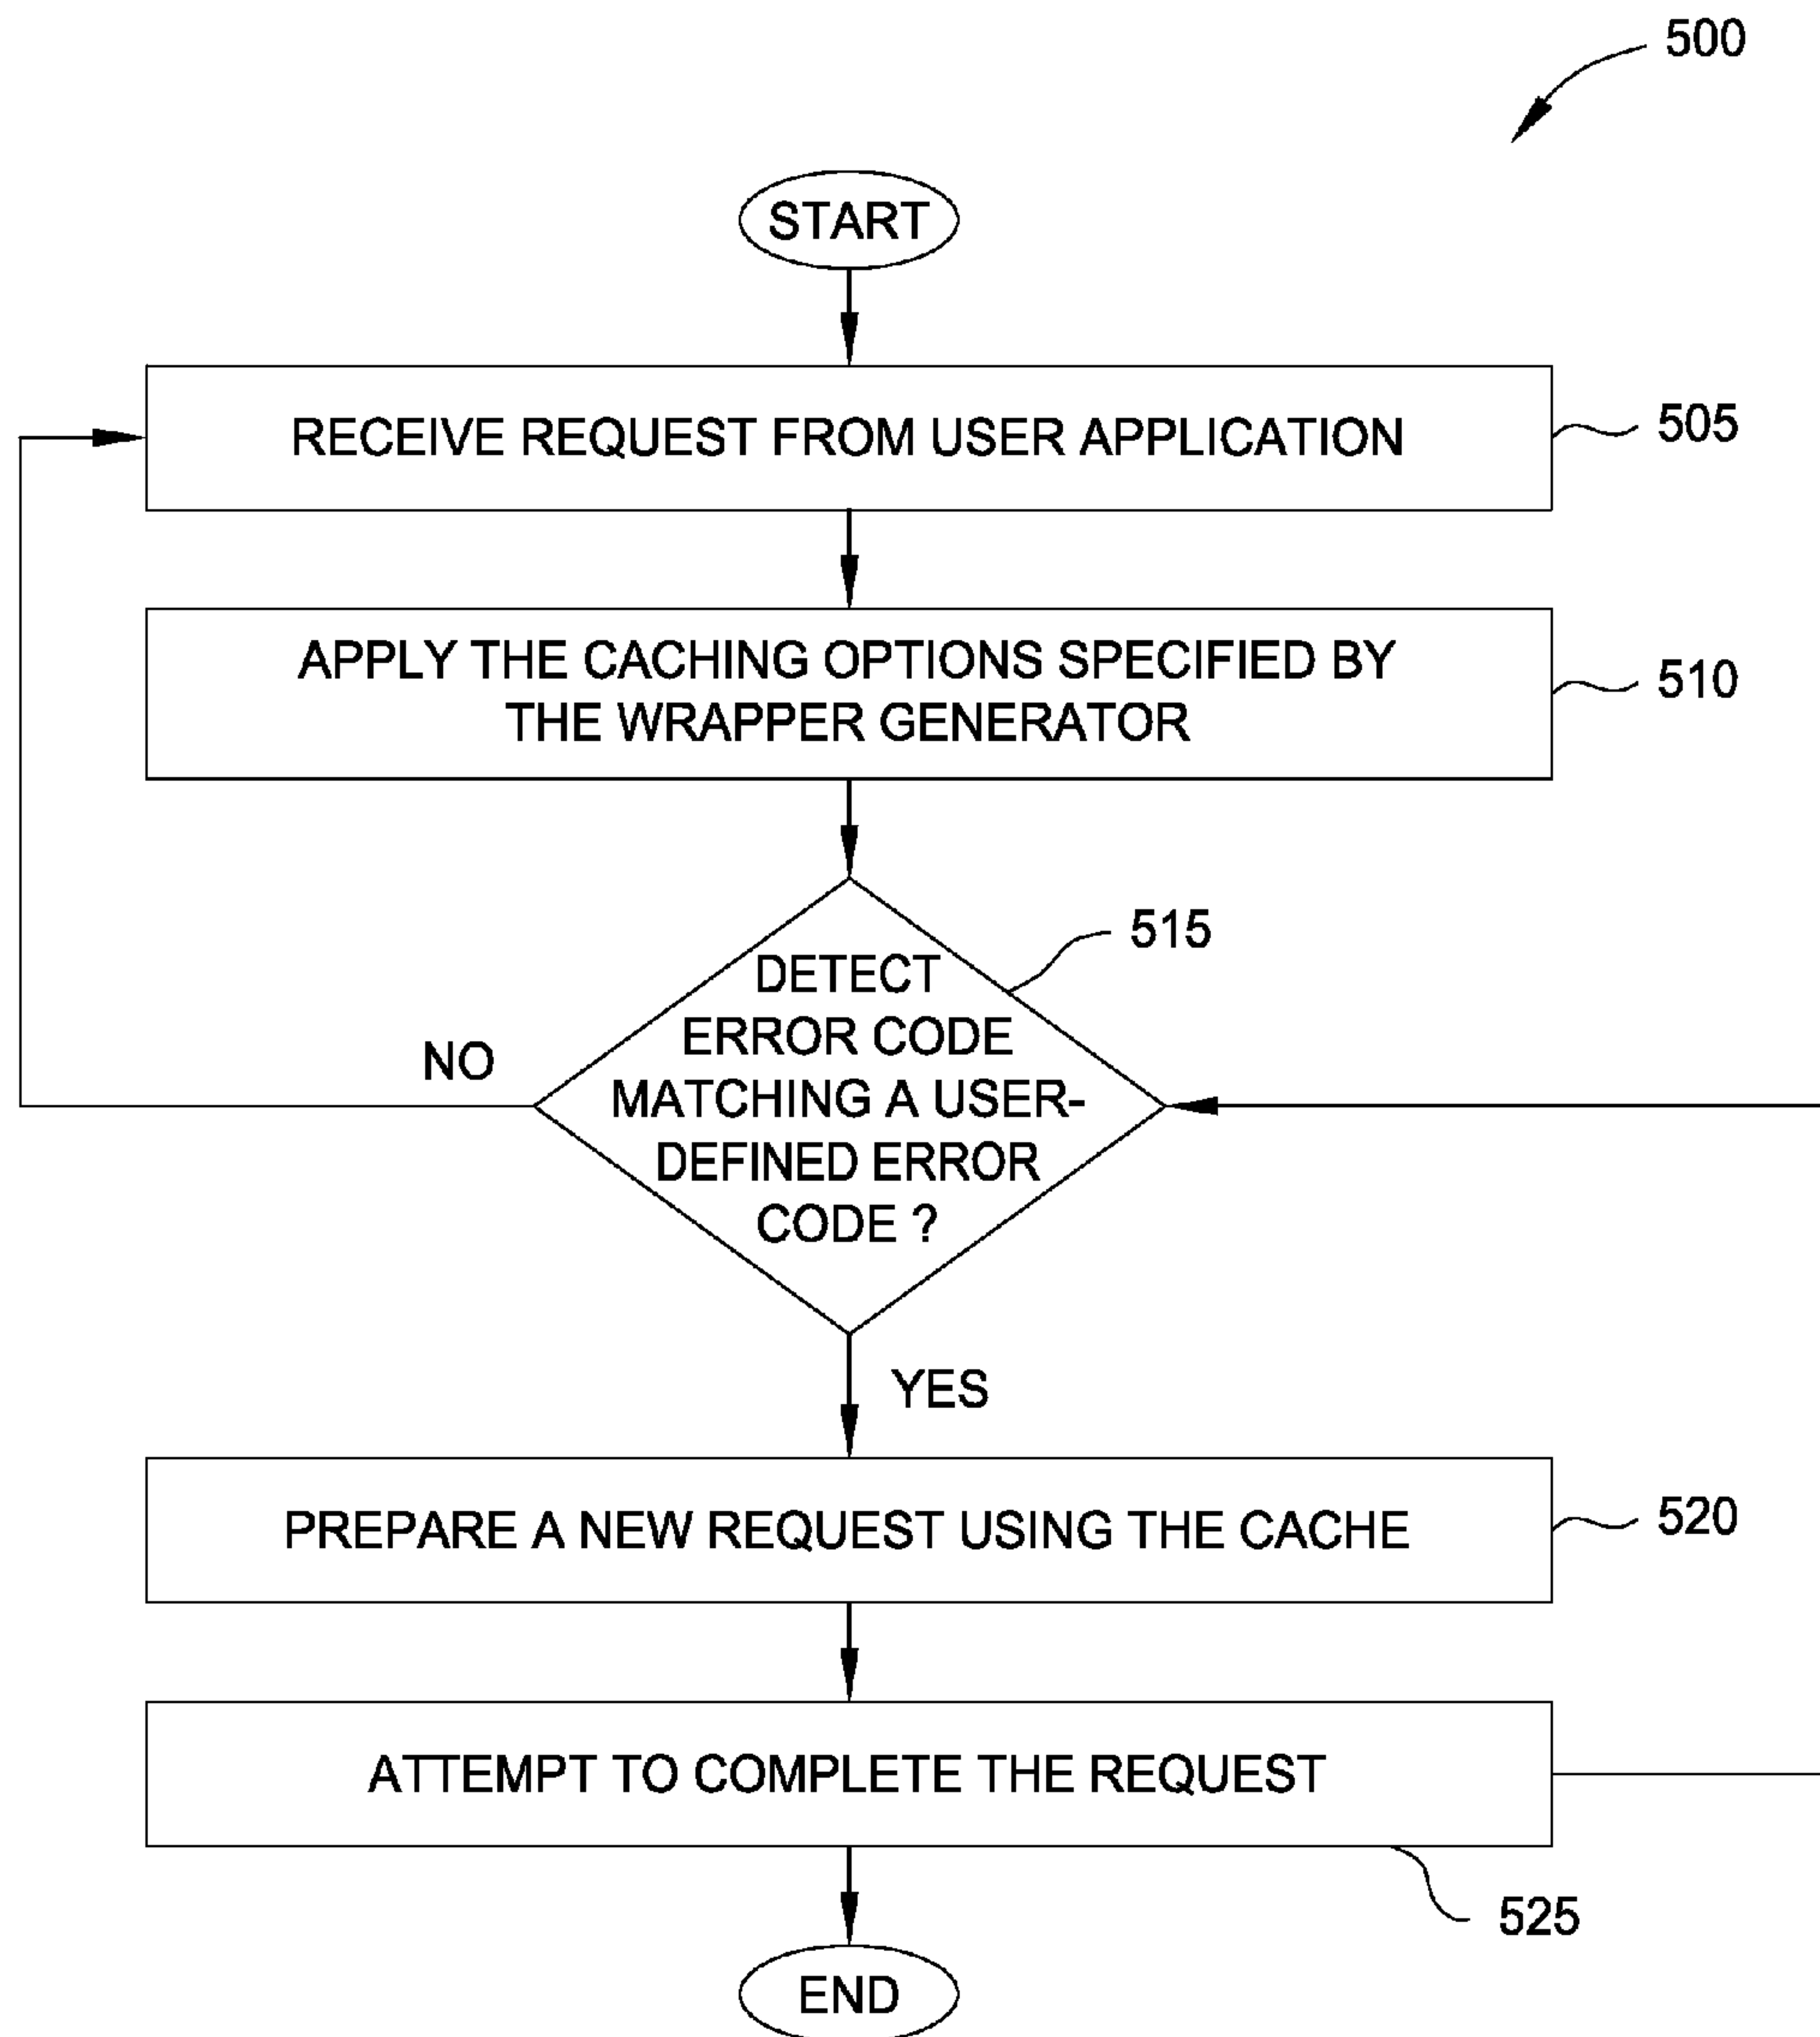 500
START
RECEIVE REQUEST FROM USER APPLICATION
505
APPLY THE CACHING OPTIONS SPECIFIED BY
THE WRAPPER GENERATOR
510
515
DETECT
ERROR CODE
MATCHING A USER-
DEFINED ERROR
CODE ?
NO
YES
PREPARE A NEW REQUEST USING THE CACHE
520
ATTEMPT TO COMPLETE THE REQUEST
525
END